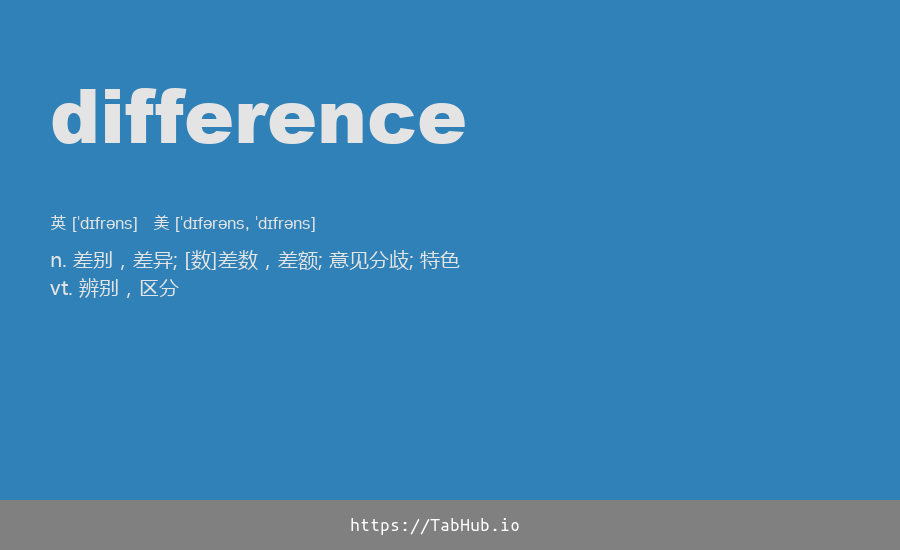 difference
英 [ˈdɪfrəns] 美 [ˈdɪfərəns, ˈdɪfrəns]
n. 差别，差异; [数]差数，差额; 意见分歧; 特色
vt. 辨别，区分
https://TabHub.io